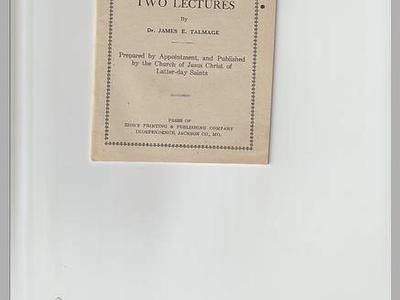 TWO LECTURES
By
Dr. JAMES E. TALMAGE
Prepared by Appointment, and Published
by the Church of Jesus Christ of
Latter-day Saints
PRESS OF
ZION'S PRINTING & PUBLISHING COMPANY
INDEPENDENCE, JACKSON CO., MO.